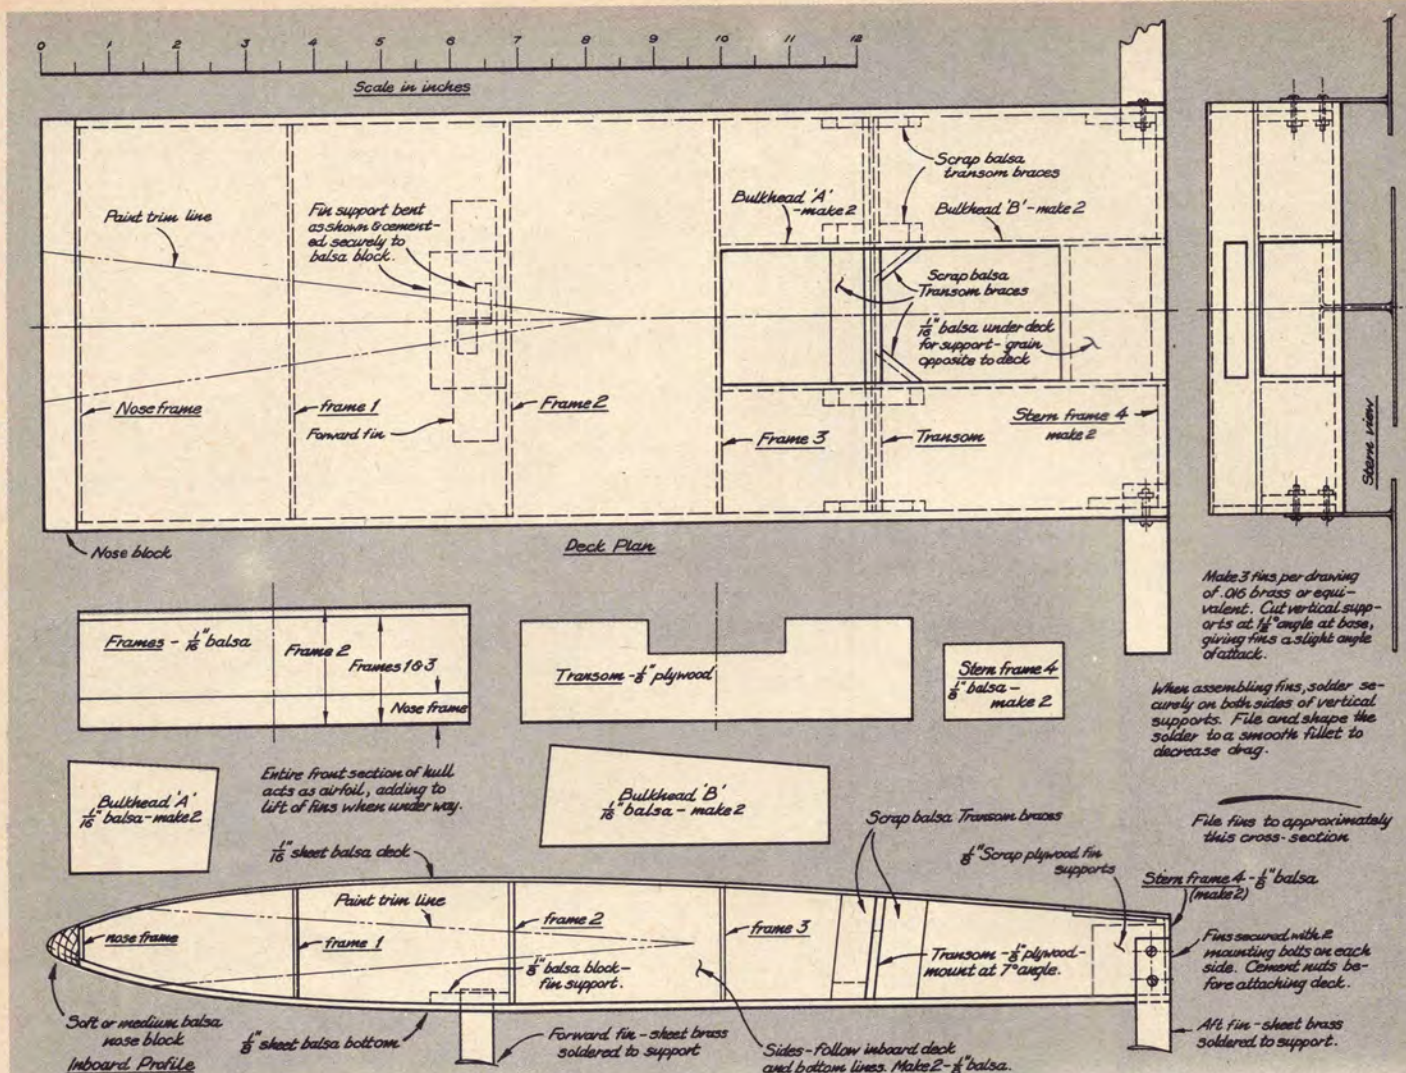 0 1 2 3 4 5 6 7 8 9 10 11 12
Scale in inches
Paint trim line
Fin support bent
as shown & cement-
ed securely to
balsa block.
Bulkhead 'A'
- make 2
Scrap balsa
transom braces
Bulkhead 'B' - make 2
Scrap balsa
Transom braces
1/16" balsa under deck
for support - grain
opposite to deck
Nose frame
frame 1
Forward fin
Frame 2
Frame 3
Transom
Stern frame 4
make 2
Stern view
Nose block
Deck Plan
Frames - 1/16" balsa
Frame 2
Frames 1 & 3
Nose frame
Transom - 1/8" plywood
Stern frame 4
1/8" balsa -
make 2
Make 3 fins per drawing
of .016 brass or equi-
valent. Cut vertical supp-
orts at 1½° angle at base,
giving fins a slight angle
of attack.
When assembling fins, solder se-
curely on both sides of vertical
supports. File and shape the
solder to a smooth fillet to
decrease drag.
Bulkhead 'A'
1/16" balsa - make 2
Entire front section of hull
acts as airfoil, adding to
lift of fins when under way.
Bulkhead 'B'
1/16" balsa - make 2
File fins to approximately
this cross-section
1/16" sheet balsa deck
Scrap balsa Transom braces
1/8" Scrap plywood fin
supports
Stern frame 4 - 1/8" balsa
(make 2)
Paint trim line
nose frame
frame 1
frame 2
frame 3
1/8" balsa block -
fin support.
Transom - 1/8" plywood -
mount at 7° angle.
Fins secured with 2
mounting bolts on each
side. Cement nuts be-
fore attaching deck.
Soft or medium balsa
nose block
1/8" sheet balsa bottom
Forward fin - sheet brass
soldered to support
Sides - follow inboard deck
and bottom lines. Make 2 - 1/8" balsa.
Aft fin - sheet brass
soldered to support.
Inboard Profile